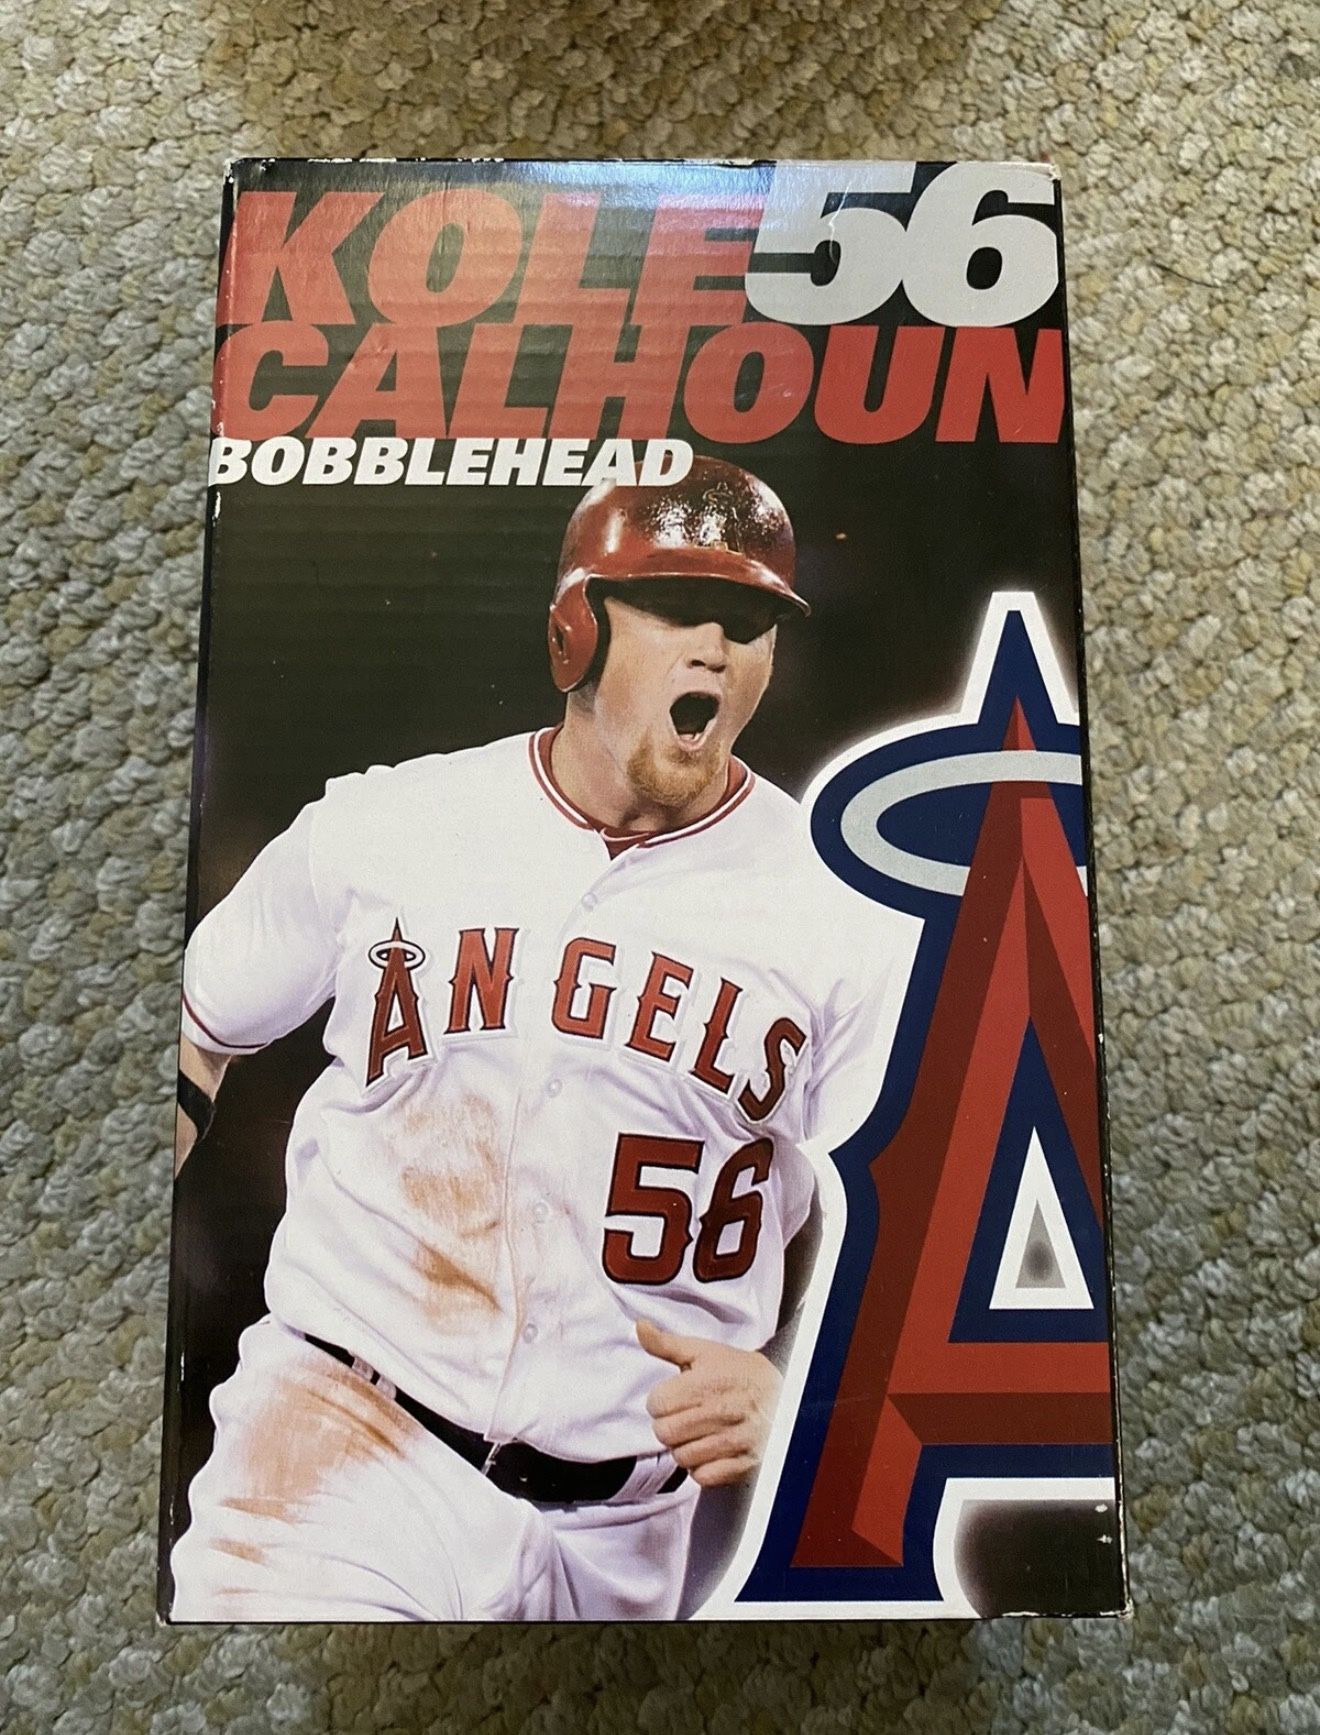 KOLE 56
CALHOUN
BOBBLEHEAD
ANGELS
56
A